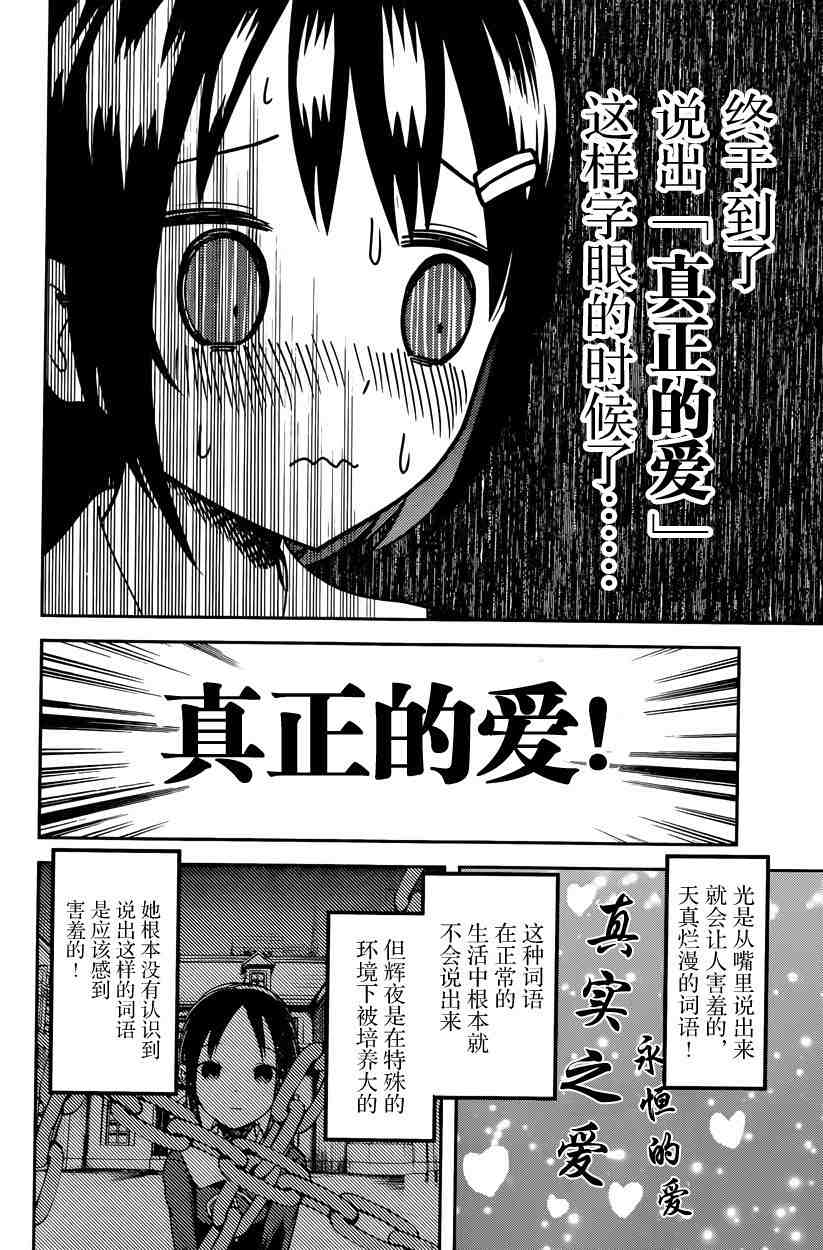 终于到了
说出「真正的爱」
这样字眼的时候了……
真正的爱!
光是从嘴里说出来
就会让人害羞的,
天真烂漫的词语!
真实之爱
永恒的爱
这种词语
在正常的
生活中根本就
不会说出来
但辉夜是在特殊的
环境下被培养大的
她根本没有认识到
说出这样的词语
是应该感到
害羞的!